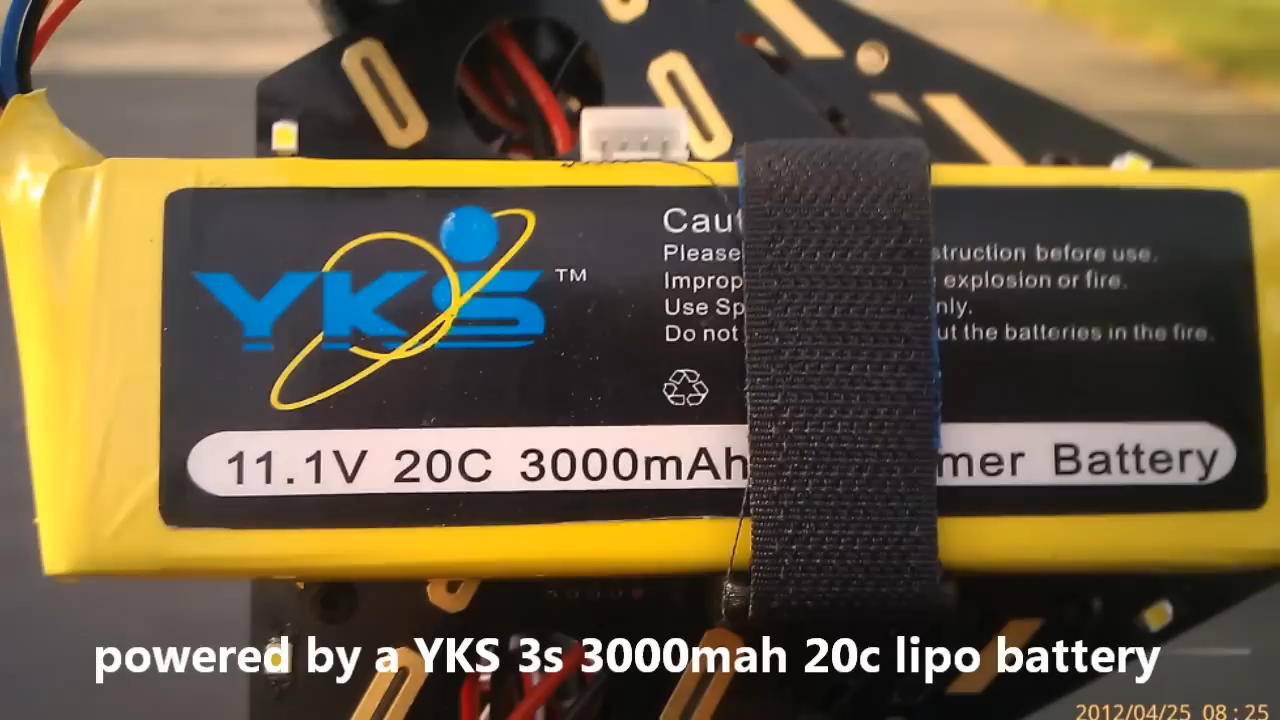 YKS TM
Caut
Please struction before use.
Improp explosion or fire.
Use Sp nly.
Do not ut the batteries in the fire.
11.1V 20C 3000mAh mer Battery
powered by a YKS 3s 3000mah 20c lipo battery
2012/04/25 08:25